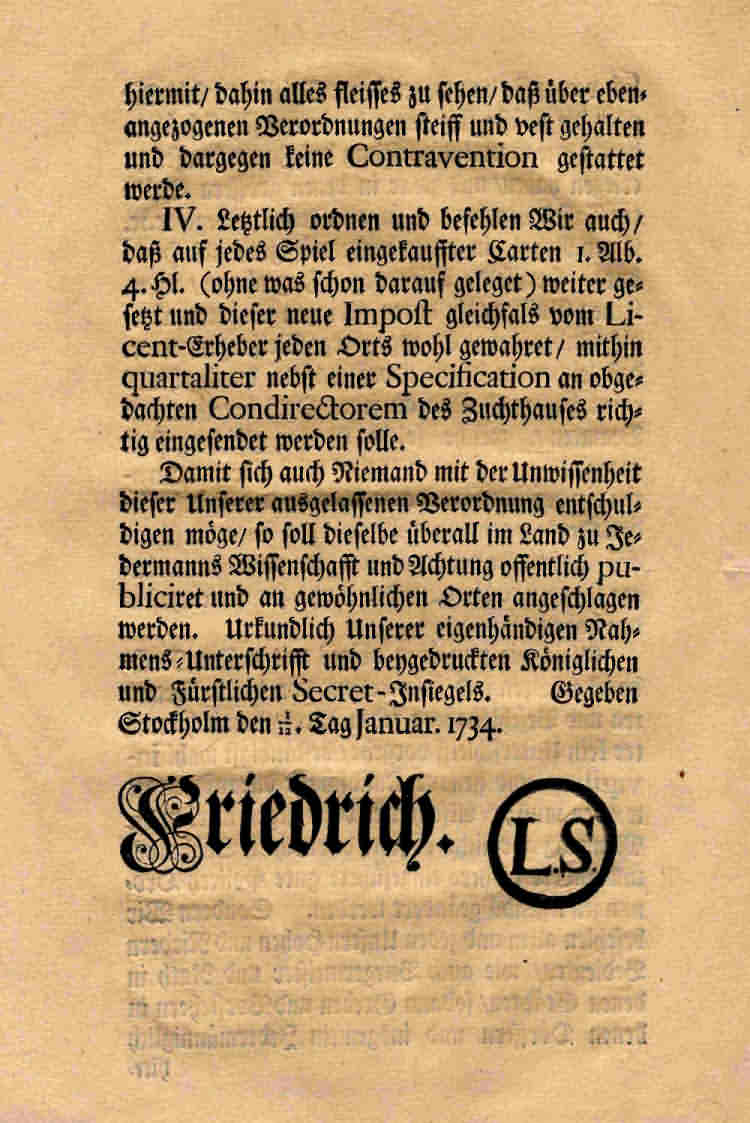 hiermit/ dahin alles fleisses zu sehen/ daß über eben⸗
angezogenen Verordnungen steiff und vest gehalten
und dargegen keine Contravention gestattet
werde.
IV. Letztlich ordnen und befehlen Wir auch/
daß auf jedes Spiel eingekauffter Carten 1. Alb.
4. Hl. (ohne was schon darauf geleget) weiter ge⸗
setzt und dieser neue Impost gleichfals vom Li-
cent-Erheber jeden Orts wohl gewahret/ mithin
quartaliter nebst einer Specification an obge⸗
dachten Condirectorem des Zuchthauses rich⸗
tig eingesendet werden solle.
Damit sich auch Niemand mit der Unwissenheit
dieser Unserer ausgelassenen Verordnung entschul⸗
digen möge/ so soll dieselbe überall im Land zu Je⸗
dermanns Wissenschafft und Achtung offentlich pu-
bliciret und an gewöhnlichen Orten angeschlagen
werden. Urkundlich Unserer eigenhändigen Nah⸗
mens⸗Unterschrifft und beygedruckten Königlichen
und Fürstlichen Secret-Insiegels. Gegeben
Stockholm den 1/12. Tag Januar. 1734.
Friedrich. L.S.